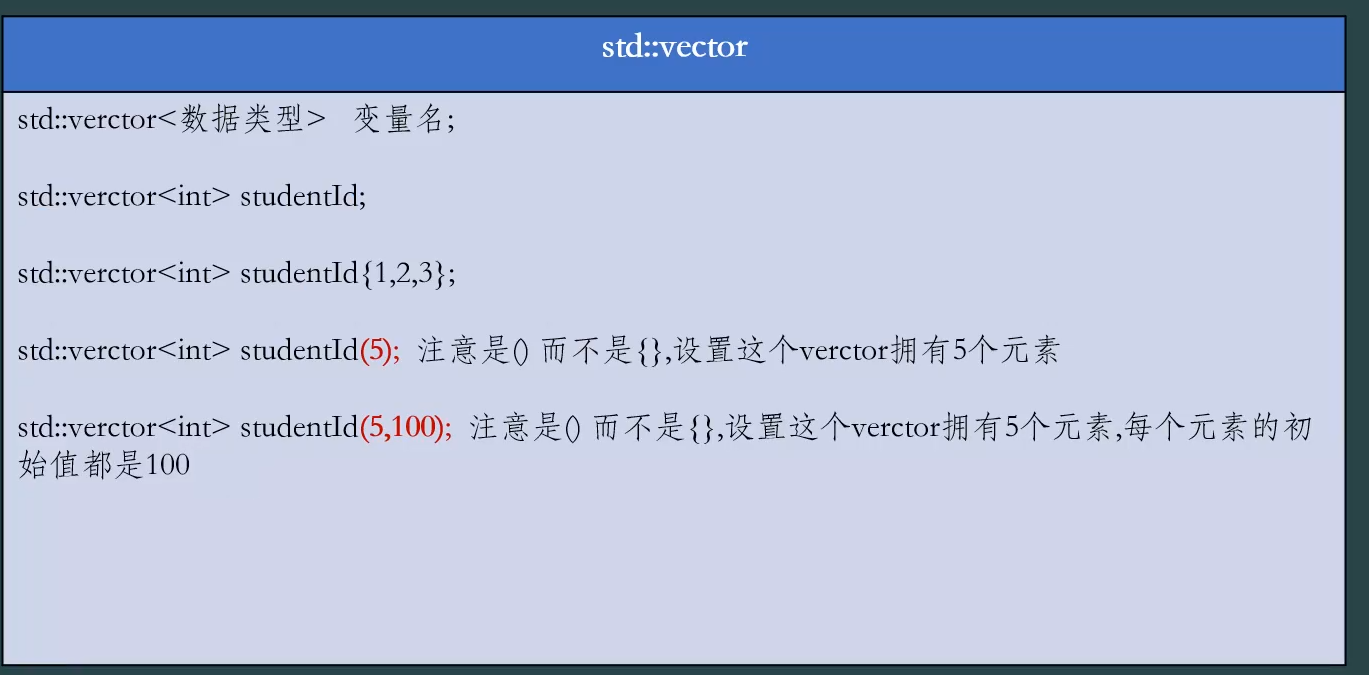 std::vector
std::verctor<数据类型> 变量名;
std::verctor<int> studentId;
std::verctor<int> studentId{1,2,3};
std::verctor<int> studentId(5); 注意是() 而不是{},设置这个verctor拥有5个元素
std::verctor<int> studentId(5,100); 注意是() 而不是{},设置这个verctor拥有5个元素,每个元素的初
始值都是100